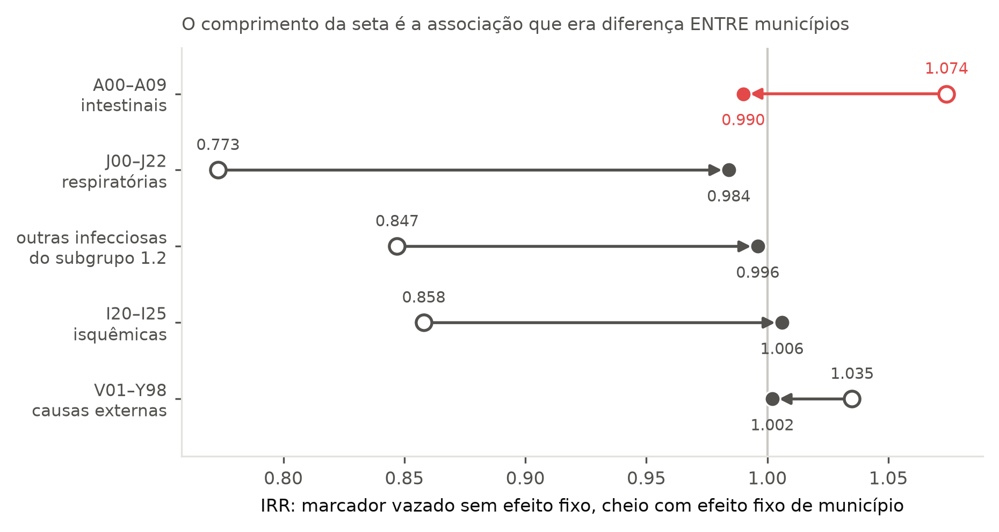 O comprimento da seta é a associação que era diferença ENTRE municípios
A00–A09
intestinais
1.074
0.990
J00–J22
respiratórias
0.773
0.984
outras infecciosas
do subgrupo 1.2
0.847
0.996
I20–I25
isquêmicas
0.858
1.006
V01–Y98
causas externas
1.035
1.002
0.80 0.85 0.90 0.95 1.00 1.05
IRR: marcador vazado sem efeito fixo, cheio com efeito fixo de município